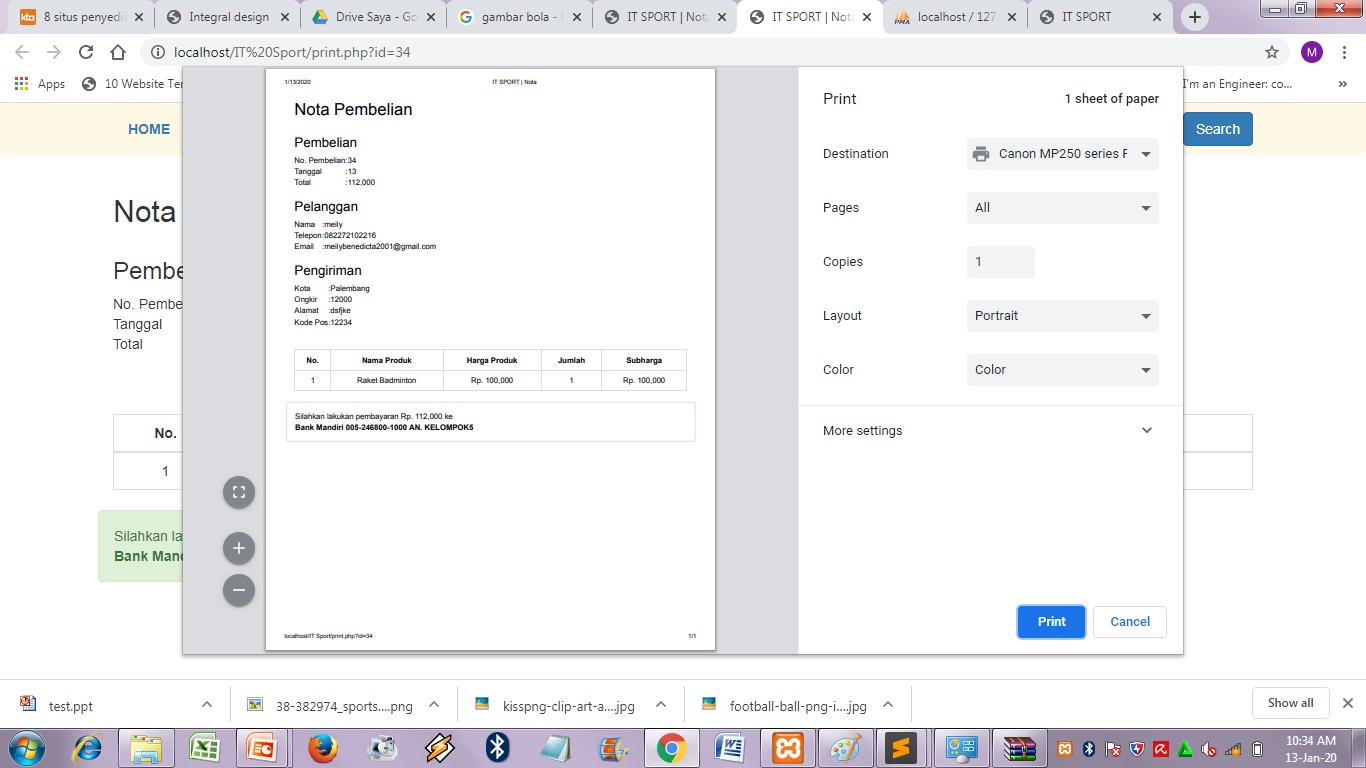 8 situs penyedi
Integral design
Drive Saya - Go
gambar bola -
IT SPORT | Nota
IT SPORT | Nota
localhost / 127.
IT SPORT
localhost/IT%20Sport/print.php?id=34
M
Apps
10 Website Ter
I'm an Engineer: co...
HOME
Search
Nota
Pembe
No. Pembe
Tanggal
Total
No.
1
Silahkan la
Bank Mand
1/13/2020
IT SPORT | Nota
Nota Pembelian
Pembelian
No. Pembelian:34
Tanggal :13
Total :112,000
Pelanggan
Nama :meily
Telepon:082272102216
Email :meilybenedicta2001@gmail.com
Pengiriman
Kota :Palembang
Ongkir :12000
Alamat :dsfjke
Kode Pos:12234
No. Nama Produk Harga Produk Jumlah Subharga
1 Raket Badminton Rp. 100,000 1 Rp. 100,000
Silahkan lakukan pembayaran Rp. 112,000 ke
Bank Mandiri 005-246800-1000 AN. KELOMPOK5
localhost/IT Sport/print.php?id=34
1/1
Print
1 sheet of paper
Destination
Canon MP250 series F
Pages
All
Copies
1
Layout
Portrait
Color
Color
More settings
Print
Cancel
test.ppt
38-382974_sports....png
kisspng-clip-art-a....jpg
football-ball-png-i....jpg
Show all
10:34 AM
13-Jan-20